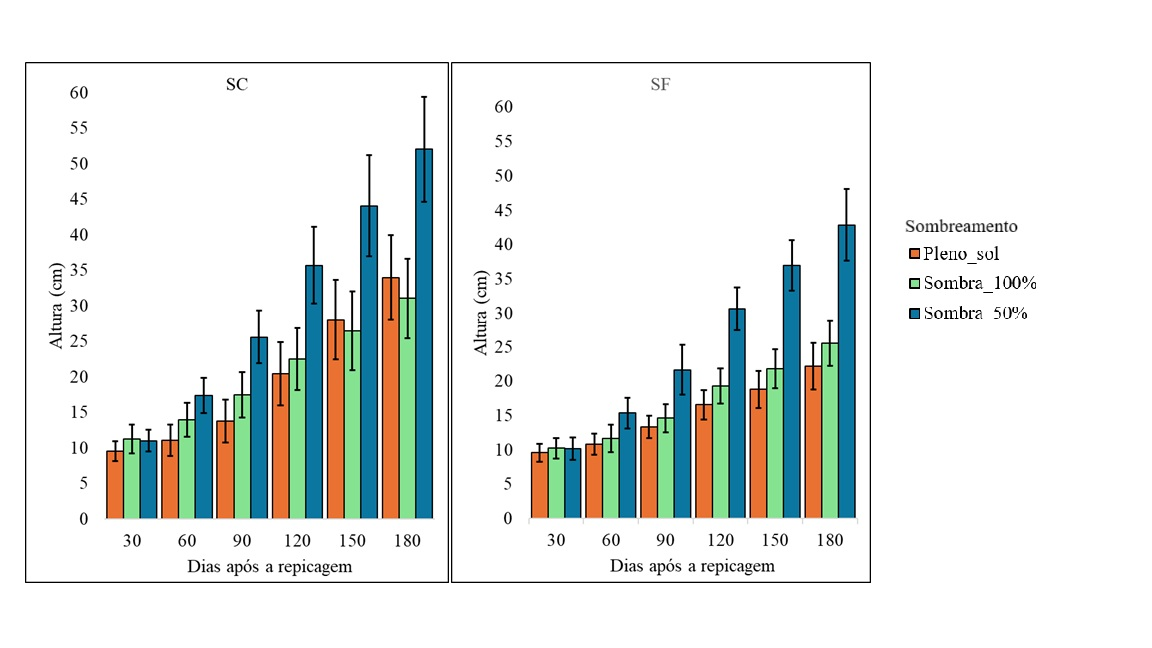 SC
60
55
50
45
40
35
30
25
20
15
10
5
0
Altura (cm)
30 60 90 120 150 180
Dias após a repicagem
SF
60
55
50
45
40
35
30
25
20
15
10
5
0
Altura (cm)
30 60 90 120 150 180
Dias após a repicagem
Sombreamento
Pleno_sol
Sombra_100%
Sombra_50%